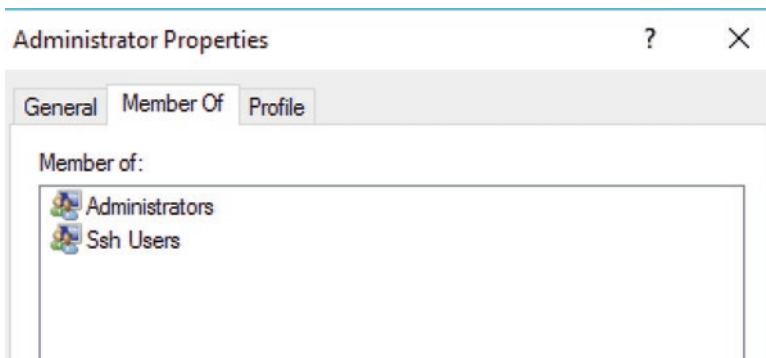 Administrator Properties ? X
General Member Of Profile
Member of:
Administrators
Ssh Users